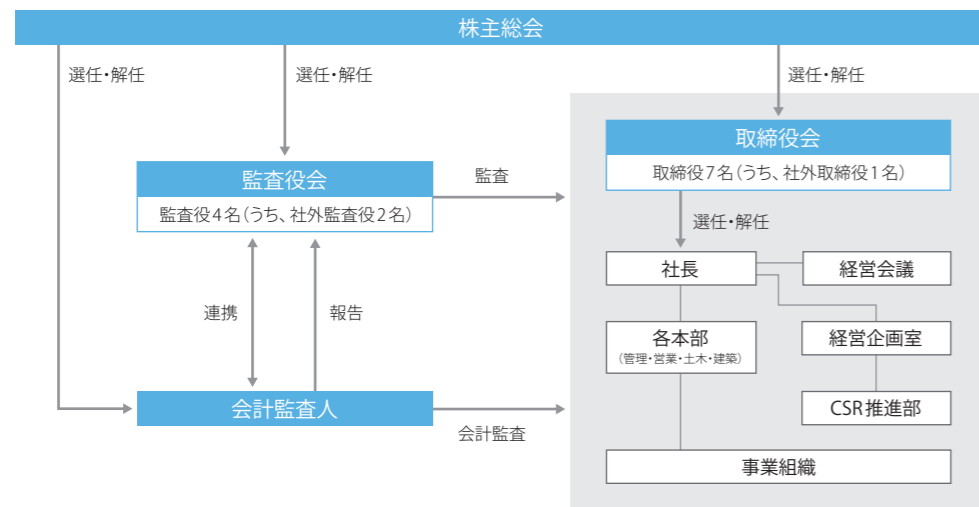 株主総会
選任・解任
選任・解任
選任・解任
取締役会
取締役7名(うち、社外取締役1名)
監査役会
監査役4名(うち、社外監査役2名)
監査
選任・解任
社長
経営会議
連携
報告
各本部
(管理・営業・土木・建築)
経営企画室
会計監査人
会計監査
CSR推進部
事業組織